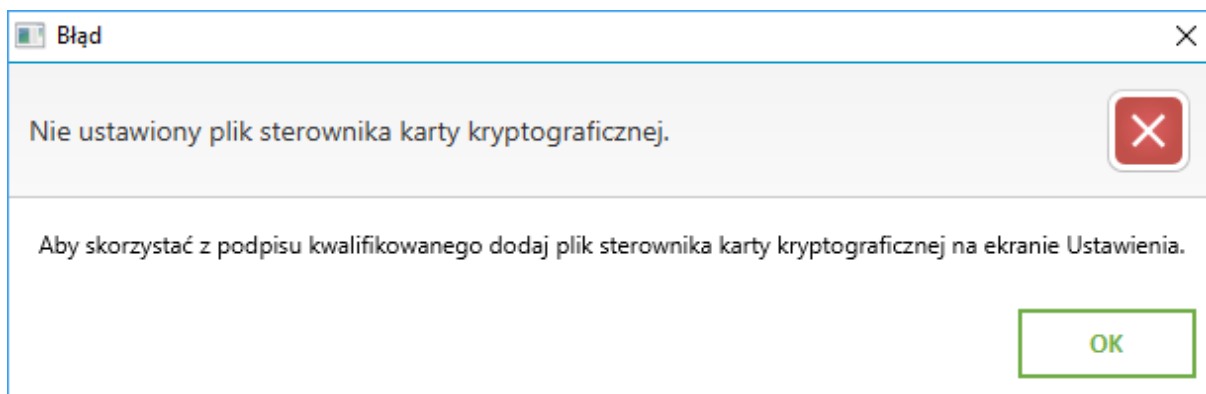 Błąd
Nie ustawiony plik sterownika karty kryptograficznej.
Aby skorzystać z podpisu kwalifikowanego dodaj plik sterownika karty kryptograficznej na ekranie Ustawienia.
OK